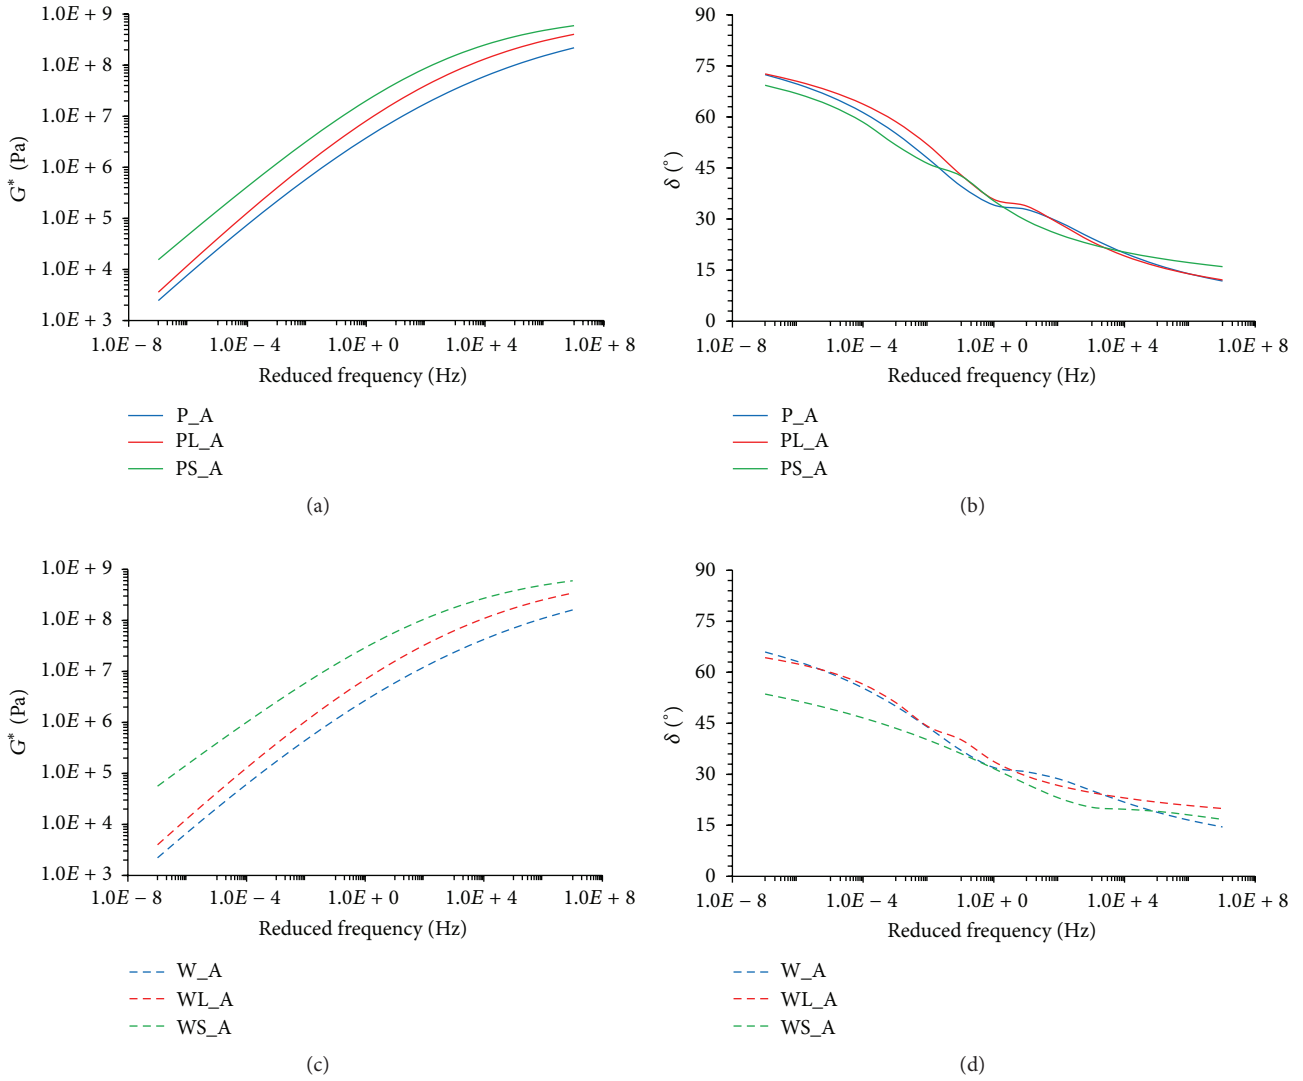 1.0E + 9
1.0E + 8
1.0E + 7
1.0E + 6
1.0E + 5
1.0E + 4
1.0E + 3
G* (Pa)
1.0E − 8 1.0E − 4 1.0E + 0 1.0E + 4 1.0E + 8
Reduced frequency (Hz)
P_A
PL_A
PS_A
(a)
90
75
60
45
30
15
0
δ (°)
1.0E − 8 1.0E − 4 1.0E + 0 1.0E + 4 1.0E + 8
Reduced frequency (Hz)
P_A
PL_A
PS_A
(b)
1.0E + 9
1.0E + 8
1.0E + 7
1.0E + 6
1.0E + 5
1.0E + 4
1.0E + 3
G* (Pa)
1.0E − 8 1.0E − 4 1.0E + 0 1.0E + 4 1.0E + 8
Reduced frequency (Hz)
W_A
WL_A
WS_A
(c)
90
75
60
45
30
15
0
δ (°)
1.0E − 8 1.0E − 4 1.0E + 0 1.0E + 4 1.0E + 8
Reduced frequency (Hz)
W_A
WL_A
WS_A
(d)